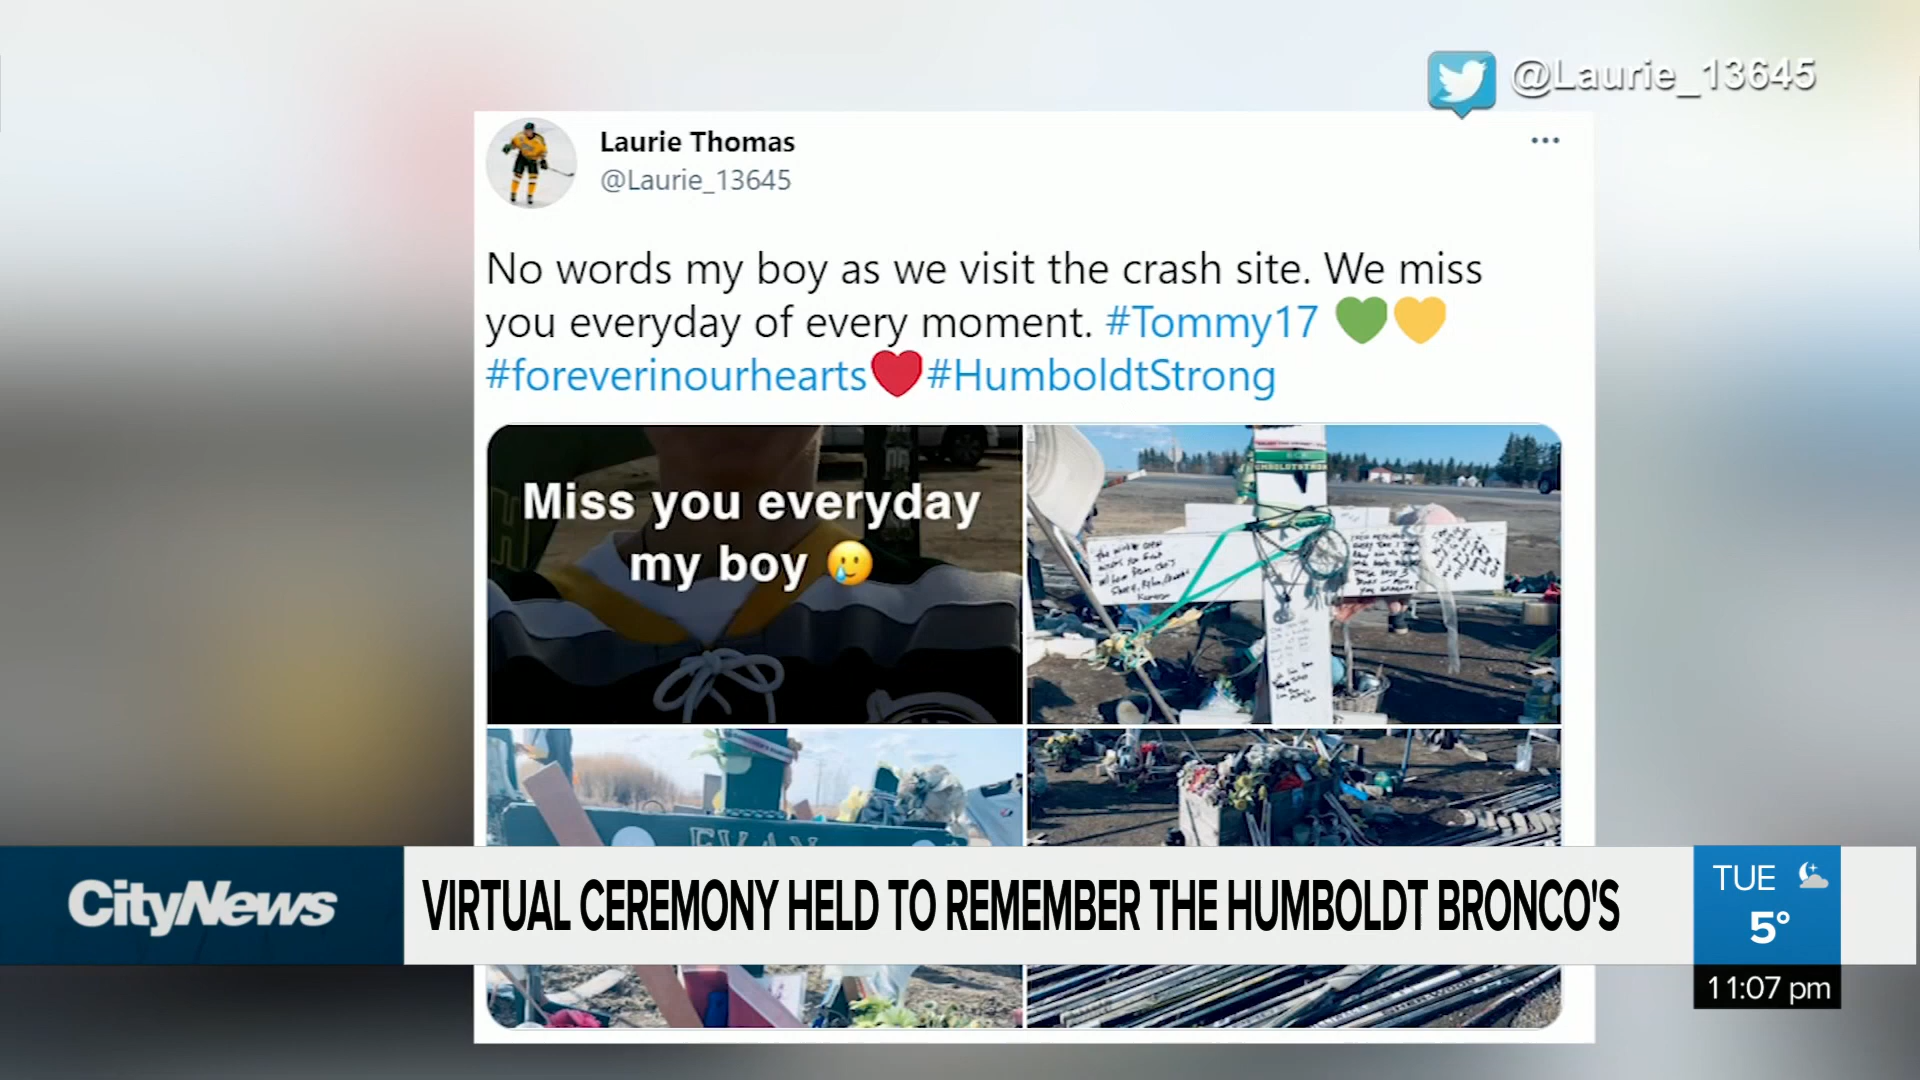 @Laurie_13645
Laurie Thomas
@Laurie_13645
No words my boy as we visit the crash site. We miss
you everyday of every moment. #Tommy17 💚💛
#foreverinourhearts❤️#HumboldtStrong
Miss you everyday
my boy 🥲
EVAN
CityNews
VIRTUAL CEREMONY HELD TO REMEMBER THE HUMBOLDT BRONCO'S
TUE
5°
11:07 pm